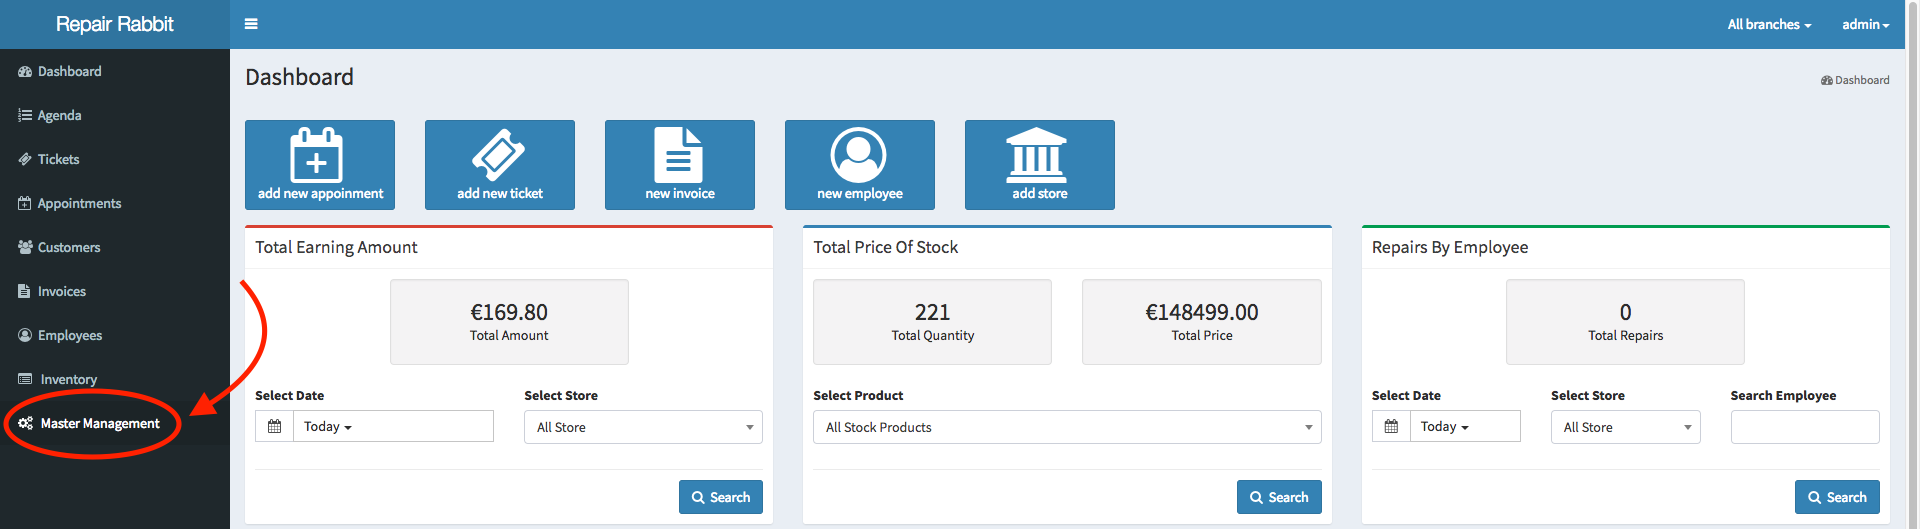 Repair Rabbit
All branches
admin
Dashboard
Agenda
Tickets
Appointments
Customers
Invoices
Employees
Inventory
Master Management
Dashboard
Dashboard
add new appoinment
add new ticket
new invoice
new employee
add store
Total Earning Amount
€169.80
Total Amount
Select Date
Today
Select Store
All Store
Search
Total Price Of Stock
221
Total Quantity
€148499.00
Total Price
Select Product
All Stock Products
Search
Repairs By Employee
0
Total Repairs
Select Date
Today
Select Store
All Store
Search Employee
Search